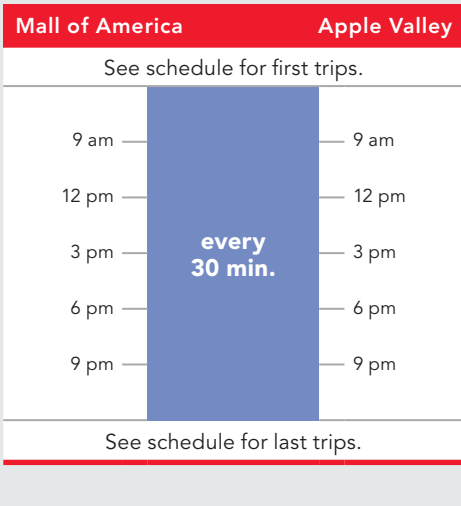 Mall of America Apple Valley
See schedule for first trips.
9 am 9 am
12 pm 12 pm
every
3 pm 3 pm
30 min.
6 pm 6 pm
9 pm 9 pm
See schedule for last trips.